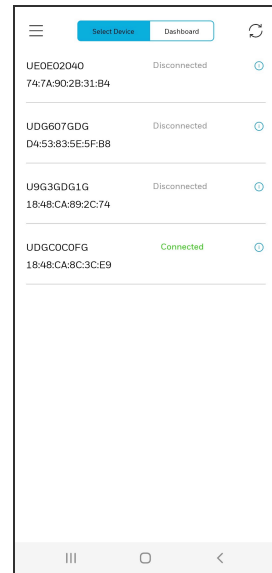 Select Device Dashboard
UE0E02040 Disconnected
74:7A:90:2B:31:B4
UDG607GDG Disconnected
D4:53:83:5E:5F:B8
U9G3GDG1G Disconnected
18:48:CA:89:2C:74
UDGC0C0FG Connected
18:48:CA:8C:3C:E9